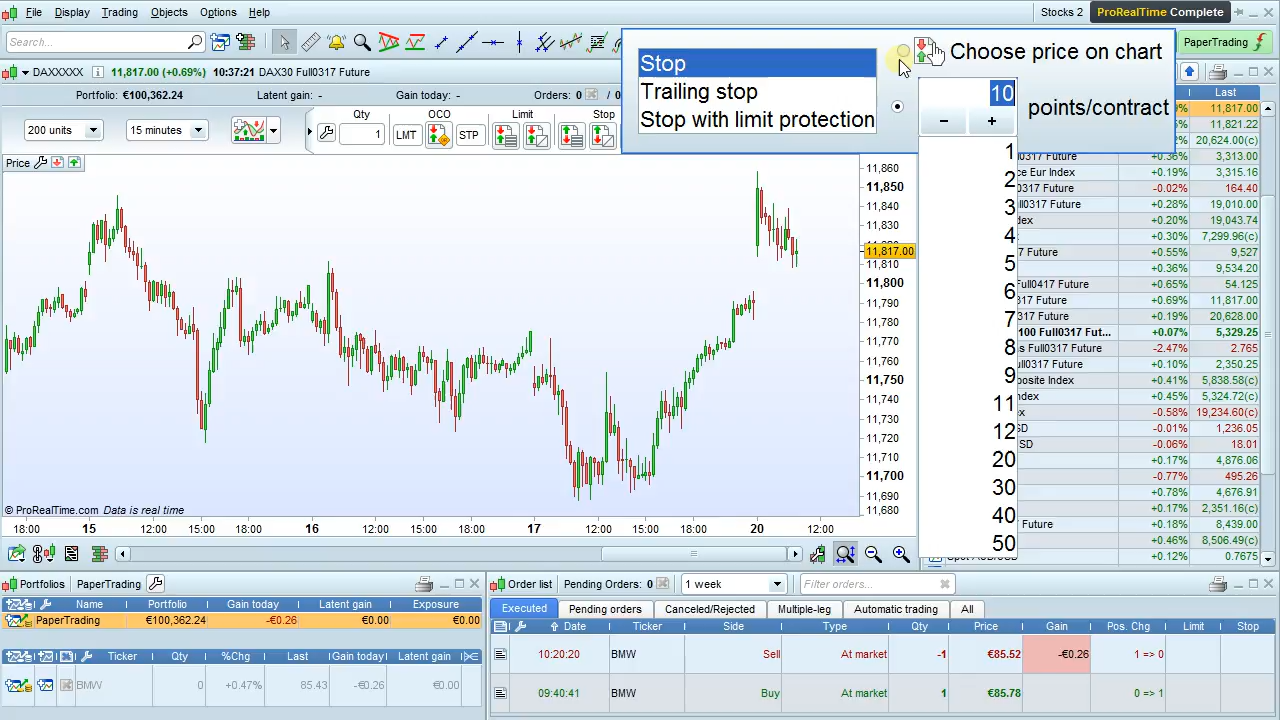 File Display Trading Objects Options Help
Stocks 2 ProRealTime Complete
Search...
PaperTrading
DAXXXXX 11,817.00 (+0.69%) 10:37:21 DAX30 Full0317 Future
Portfolio: €100,362.24 Latent gain: - Gain today: - Orders: 0 / 0
200 units 15 minutes Qty 1 LMT OCO STP Limit Stop
Stop
Trailing stop
Stop with limit protection
Choose price on chart
10 points/contract
- +
1
2
3
4
5
6
7
8
9
11
12
20
30
40
50
Price
11,860
11,850
11,840
11,830
11,817.00
11,810
11,800
11,790
11,780
11,770
11,760
11,750
11,740
11,730
11,720
11,710
11,700
11,690
11,680
© ProRealTime.com Data is real time
18:00 15 12:00 15:00 18:00 16 12:00 15:00 18:00 17 12:00 15:00 18:00 20 12:00
Last
11,817.00
11,821.22
20,624.00(c)
ull0317 Future +0.36% 3,313.00
ce Eur Index +0.19% 3,315.16
ll0317 Future -0.02% 164.40
Full0317 Future +0.28% 19,010.00
dex +0.20% 19,043.74
+0.30% 7,299.96(c)
0317 Future +0.55% 9,527
+0.36% 9,534.20
Full0417 Future +0.65% 54.125
317 Future +0.69% 11,817.00
0317 Future +0.07% 20,628.00
100 Full0317 Fut... +0.07% 5,329.25
s Full0317 Future -2.47% 2.765
ull0317 Future +0.10% 2,350.25
posite Index +0.41% 5,838.58(c)
ndex +0.45% 5,324.72(c)
x -0.58% 19,234.60(c)
D -0.01% 1,236.05
SD -0.06% 18.01
+0.17% 4,876.06
-0.77% 495.26
+0.78% 4,676.91
+0.17% 2,351.16(c)
Future +0.18% 8,439.00
+0.46% 8,506.49(c)
+0.12% 0.7675
Portfolios PaperTrading
Name Portfolio Gain today Latent gain Exposure
PaperTrading €100,362.24 -€0.26 €0.00 €0.00
Ticker Qty %Chg Last Gain today Latent gain
BMW 0 +0.47% 85.43 -€0.26 €0.00
Order list Pending Orders: 0 1 week Filter orders...
Executed Pending orders Canceled/Rejected Multiple-leg Automatic trading All
Date Ticker Side Type Qty Price Gain Pos. Chg Limit Stop
10:20:20 BMW Sell At market -1 €85.52 -€0.26 1 => 0
09:40:41 BMW Buy At market 1 €85.78 0 => 1